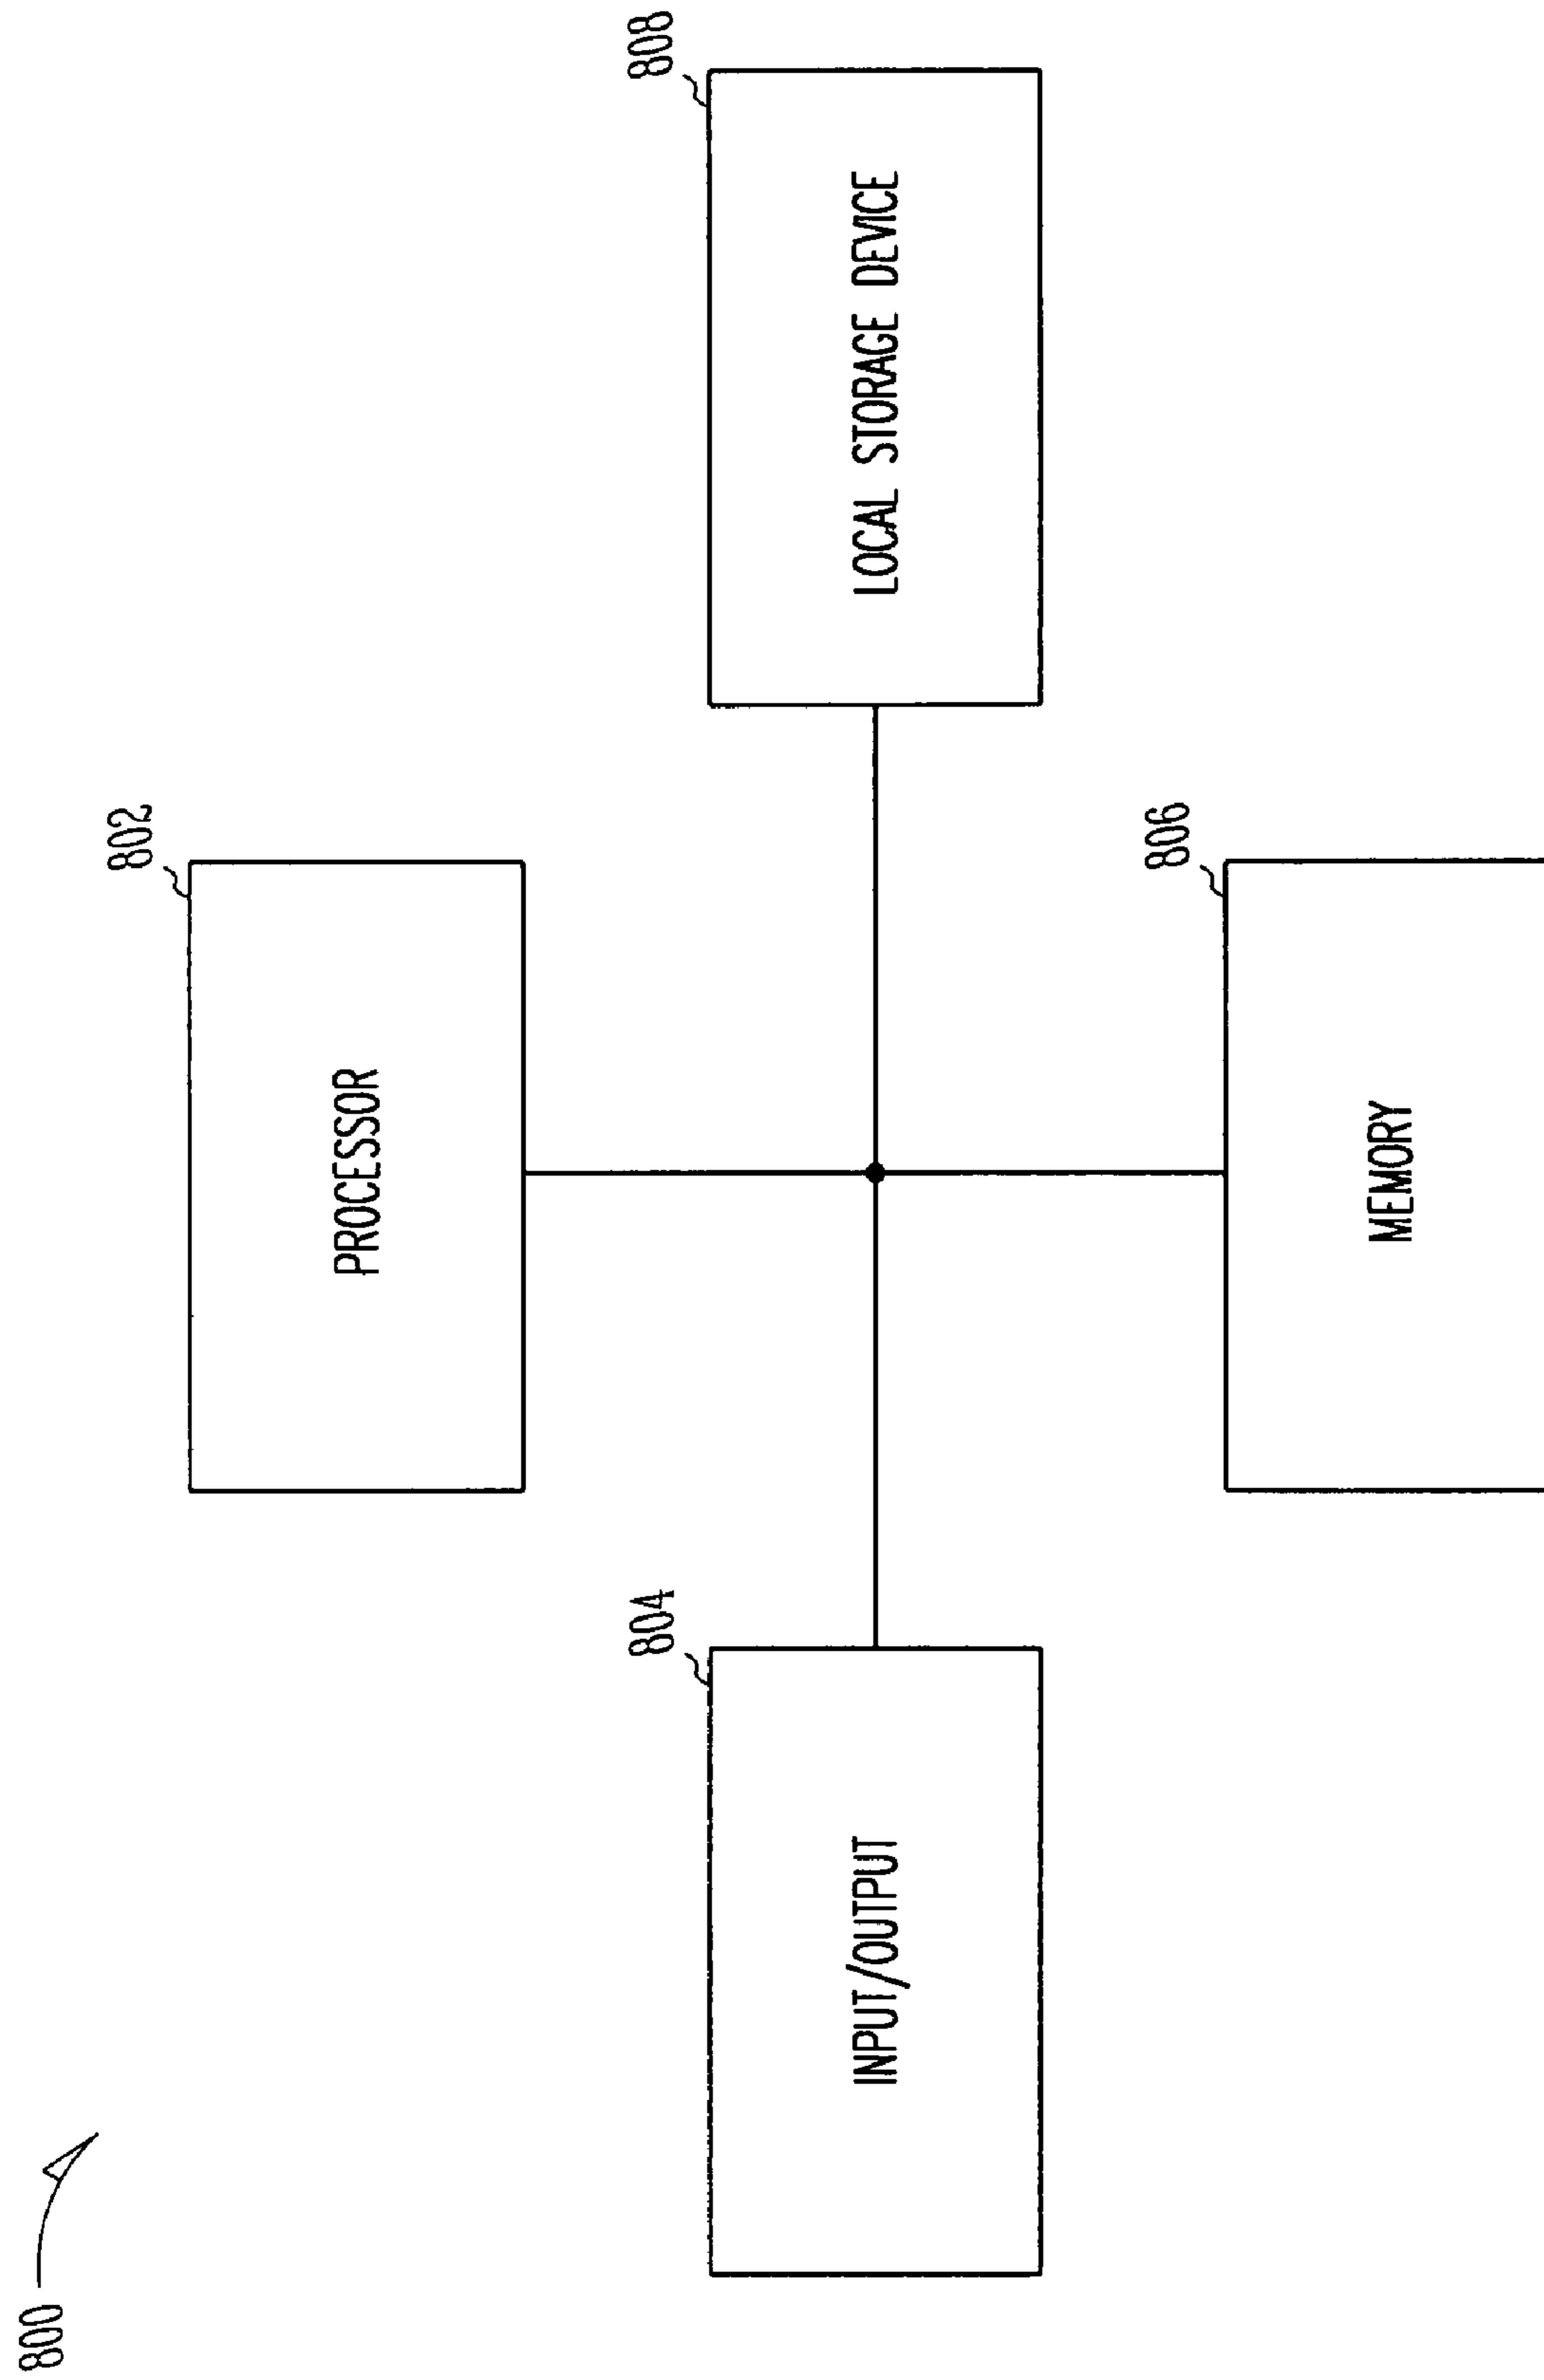 800
802
PROCESSOR
804
INPUT/OUTPUT
808
LOCAL STORAGE DEVICE
806
MEMORY